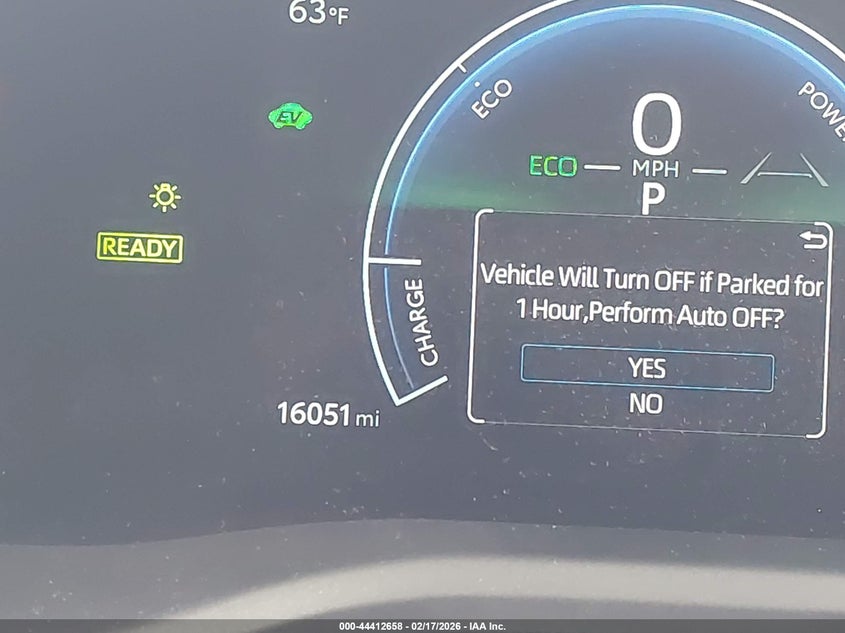 63°F
EV
ECO
POWER
0
ECO
MPH
P
READY
Vehicle Will Turn OFF if Parked for
1 Hour,Perform Auto OFF?
CHARGE
YES
NO
16051 mi
000-44412658 - 02/17/2026 - IAA Inc.